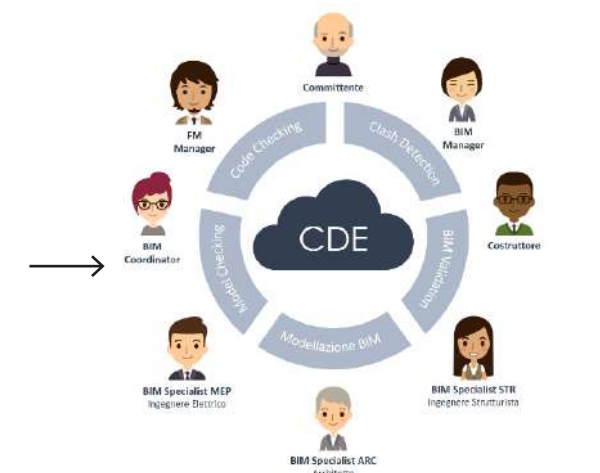 Committente
FM
Manager
BIM
Manager
Code Checking
Clash Detection
BIM
Coordinator
CDE
Costruttore
Model Checking
BIM Validation
Modellazione BIM
BIM Specialist MEP
Ingegnere Elettrico
BIM Specialist STR
Ingegnere Strutturista
BIM Specialist ARC
Architetto